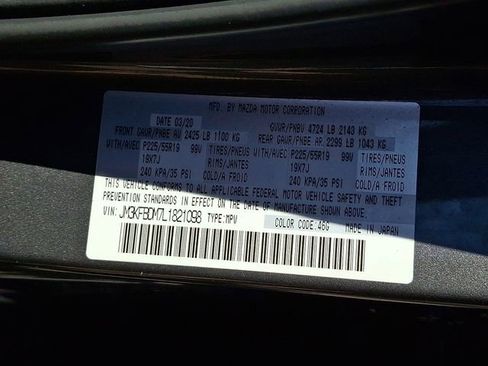 MFD. BY MAZDA MOTOR CORPORATION
DATE 03/20 GVWR/PNBV 4724 LB 2143 KG
FRONT GAWR/PNBE AV 2425 LB 1100 KG REAR GAWR/PNBE AR 2299 LB 1043 KG
WITH/AVEC P225/55R19 99V TIRES/PNEUS WITH/AVEC P225/55R19 99V TIRES/PNEUS
19X7J RIMS/JANTES 19X7J RIMS/JANTES
240 KPA/35 PSI COLD/A FROID 240 KPA/35 PSI COLD/A FROID
THIS VEHICLE CONFORMS TO ALL APPLICABLE FEDERAL MOTOR VEHICLE SAFETY AND THEFT
PREVENTION STANDARDS IN EFFECT ON THE DATE OF MANUFACTURE SHOWN ABOVE.
VIN: JM3KFBDM7L1821098 TYPE:MPV COLOR CODE:46G MADE IN JAPAN